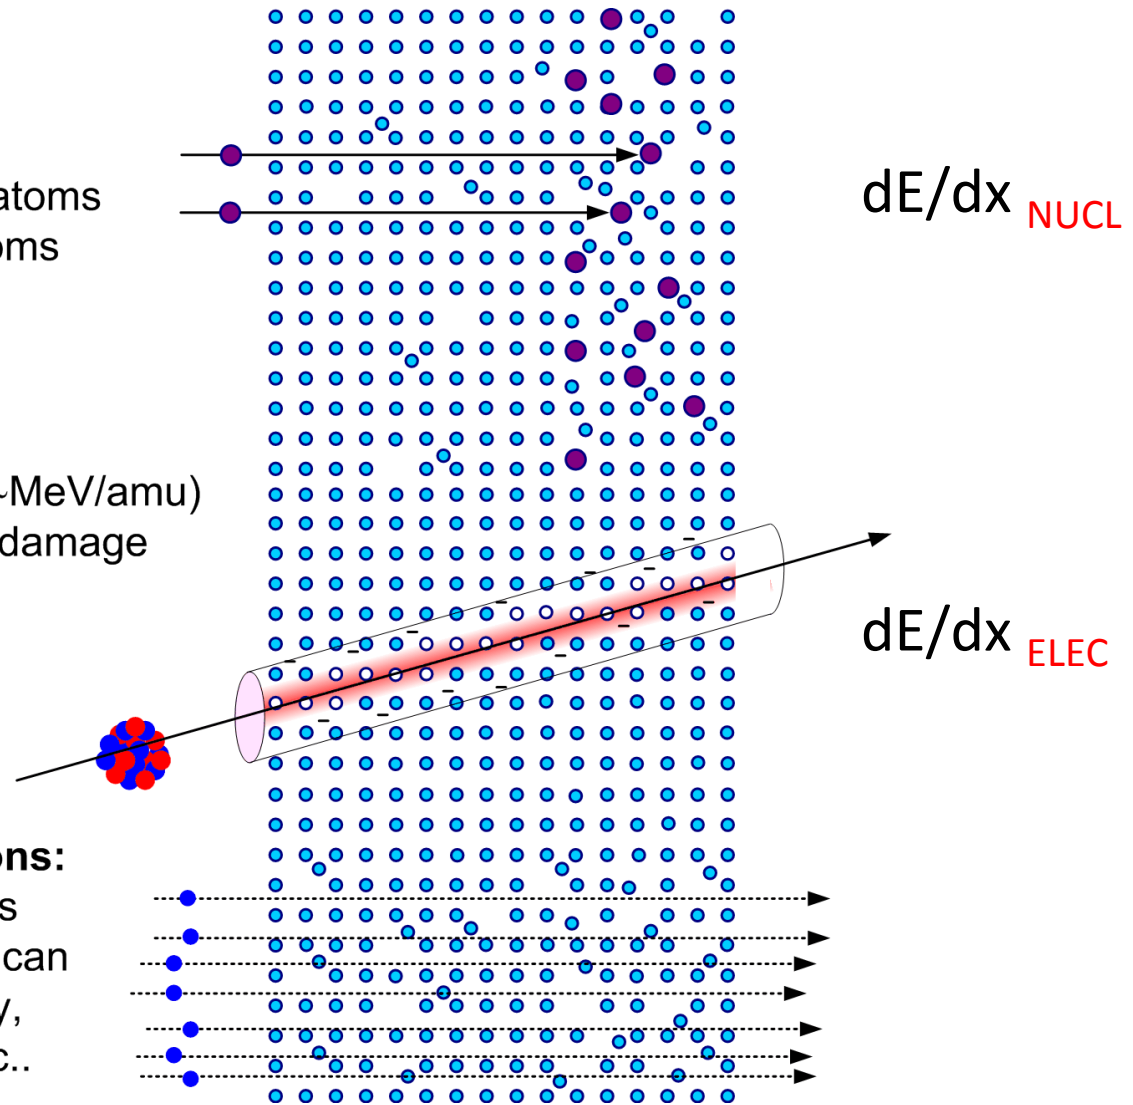 atoms
oms
dE/dx NUCL
~MeV/amu)
damage
dE/dx ELEC
ons:
s
can
y,
c..